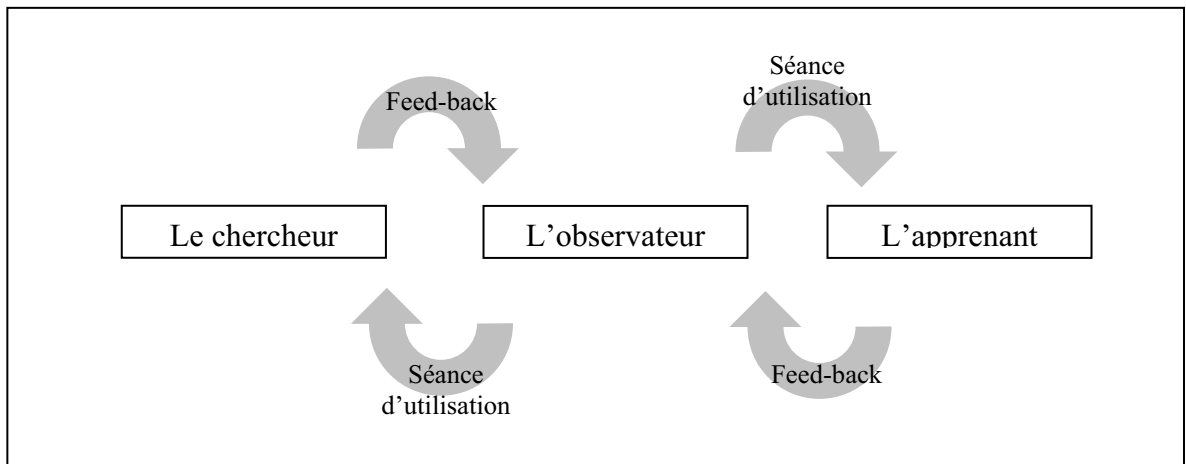 Feed-back
Séance
d’utilisation
Le chercheur
L’observateur
L’apprenant
Séance
d’utilisation
Feed-back